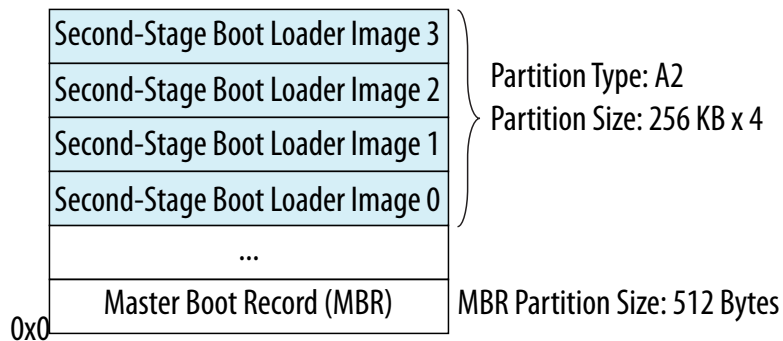 Second-Stage Boot Loader Image 3
Second-Stage Boot Loader Image 2
Second-Stage Boot Loader Image 1
Second-Stage Boot Loader Image 0
Partition Type: A2
Partition Size: 256 KB x 4
...
Master Boot Record (MBR)
MBR Partition Size: 512 Bytes
0x0